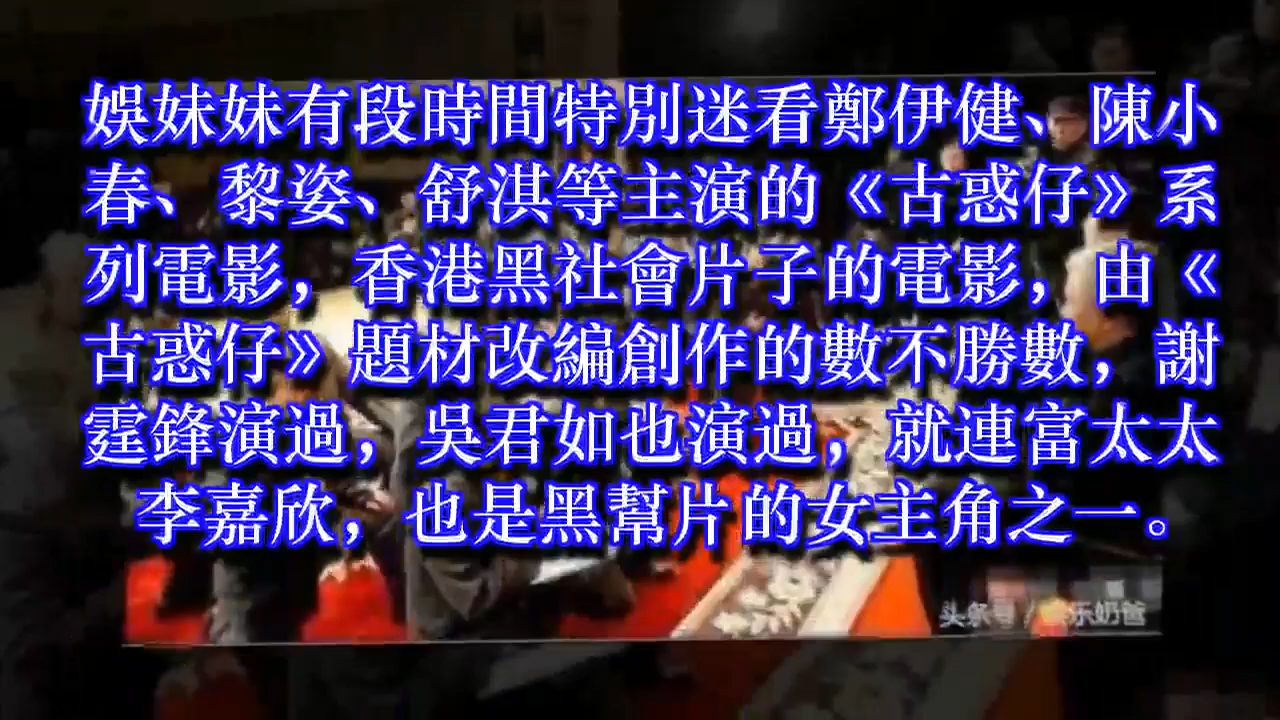 娛妹妹有段時間特別迷看鄭伊健、陳小
春、黎姿、舒淇等主演的《古惑仔》系
列電影，香港黑社會片子的電影，由《
古惑仔》題材改編創作的數不勝數，謝
霆鋒演過，吳君如也演過，就連富太太
李嘉欣，也是黑幫片的女主角之一。
头条号 / 娱乐奶爸